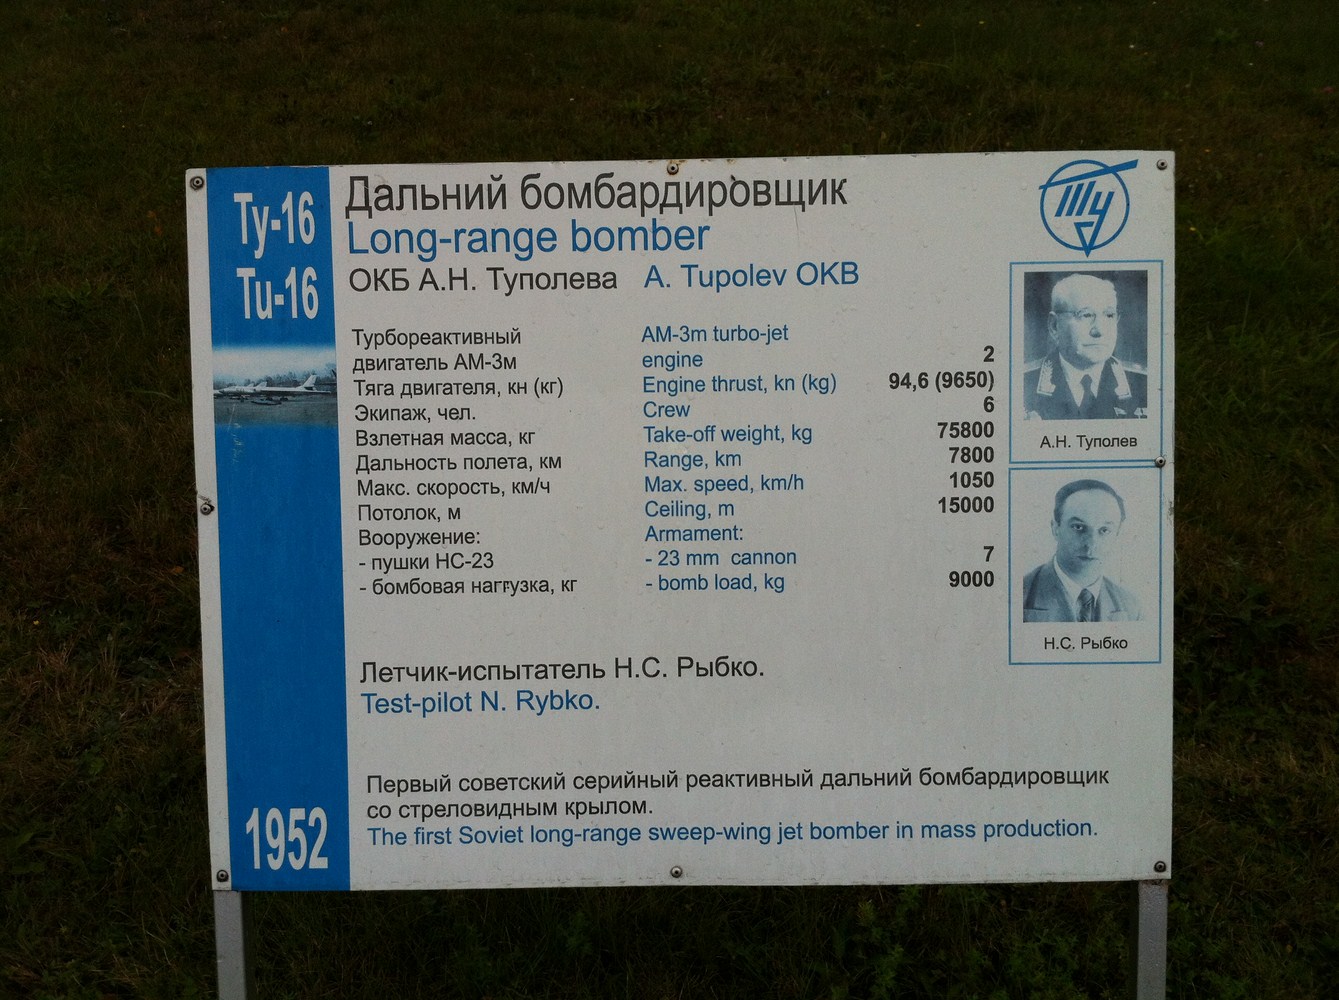 Ту-16
Tu-16
1952
Дальний бомбардировщик
Long-range bomber
ОКБ А.Н. Туполева A. Tupolev OKB
Турбореактивный AM-3m turbo-jet
двигатель АМ-3м engine 2
Тяга двигателя, кн (кг) Engine thrust, kn (kg) 94,6 (9650)
Экипаж, чел. Crew 6
Взлетная масса, кг Take-off weight, kg 75800
Дальность полета, км Range, km 7800
Макс. скорость, км/ч Max. speed, km/h 1050
Потолок, м Ceiling, m 15000
Вооружение: Armament:
- пушки НС-23 - 23 mm cannon 7
- бомбовая нагрузка, кг - bomb load, kg 9000
Летчик-испытатель Н.С. Рыбко.
Test-pilot N. Rybko.
Первый советский серийный реактивный дальний бомбардировщик
со стреловидным крылом.
The first Soviet long-range sweep-wing jet bomber in mass production.
Ту
А.Н. Туполев
Н.С. Рыбко